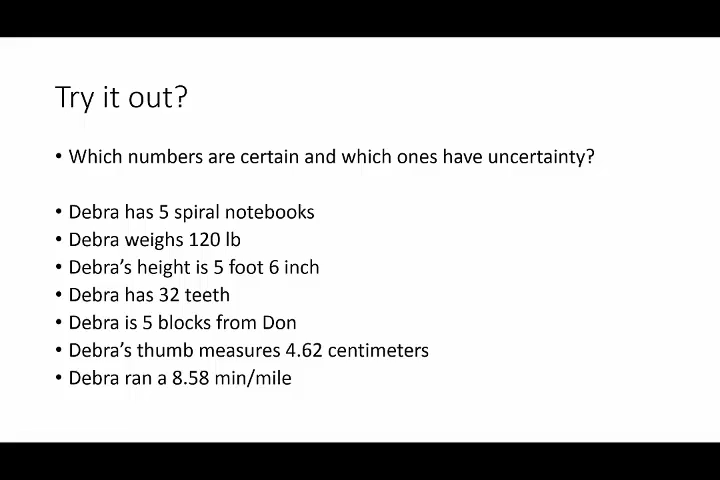 Try it out?
• Which numbers are certain and which ones have uncertainty?
• Debra has 5 spiral notebooks
• Debra weighs 120 lb
• Debra's height is 5 foot 6 inch
• Debra has 32 teeth
• Debra is 5 blocks from Don
• Debra's thumb measures 4.62 centimeters
• Debra ran a 8.58 min/mile